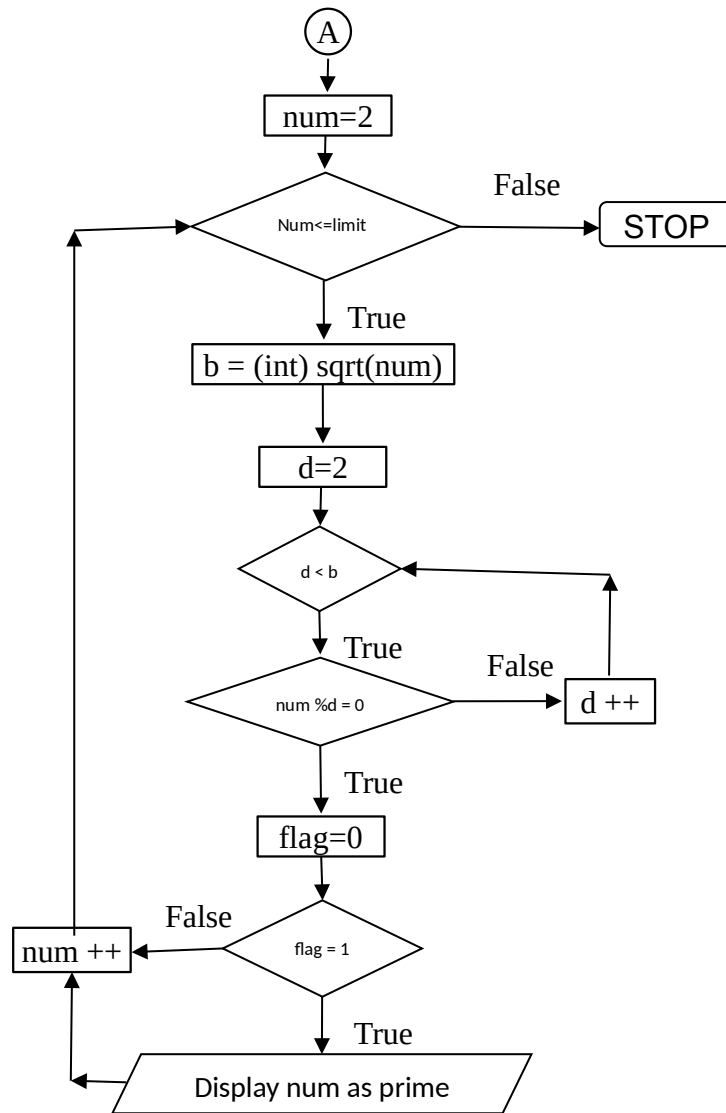 A
num=2
False
Num<=limit
STOP
True
b = (int) sqrt(num)
d=2
d < b
True
False
num %d = 0
d ++
True
flag=0
False
num ++
flag = 1
True
Display num as prime